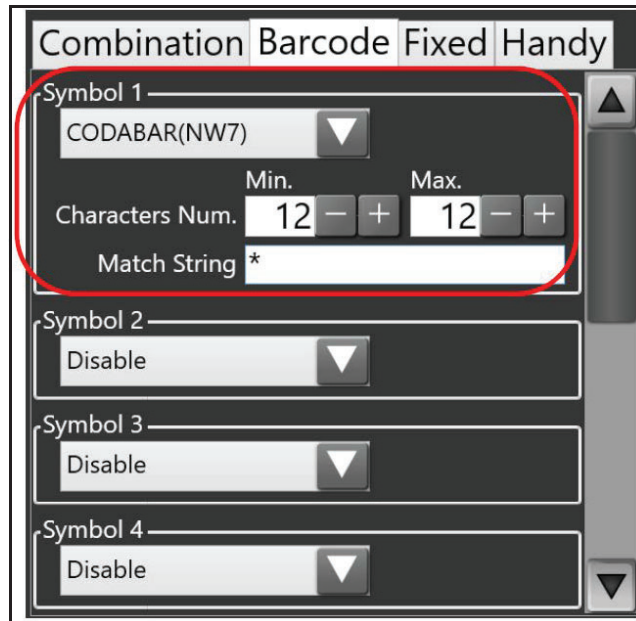 Combination Barcode Fixed Handy
Symbol 1
CODABAR(NW7)
Min. Max.
Characters Num. 12 − + 12 − +
Match String *
Symbol 2
Disable
Symbol 3
Disable
Symbol 4
Disable